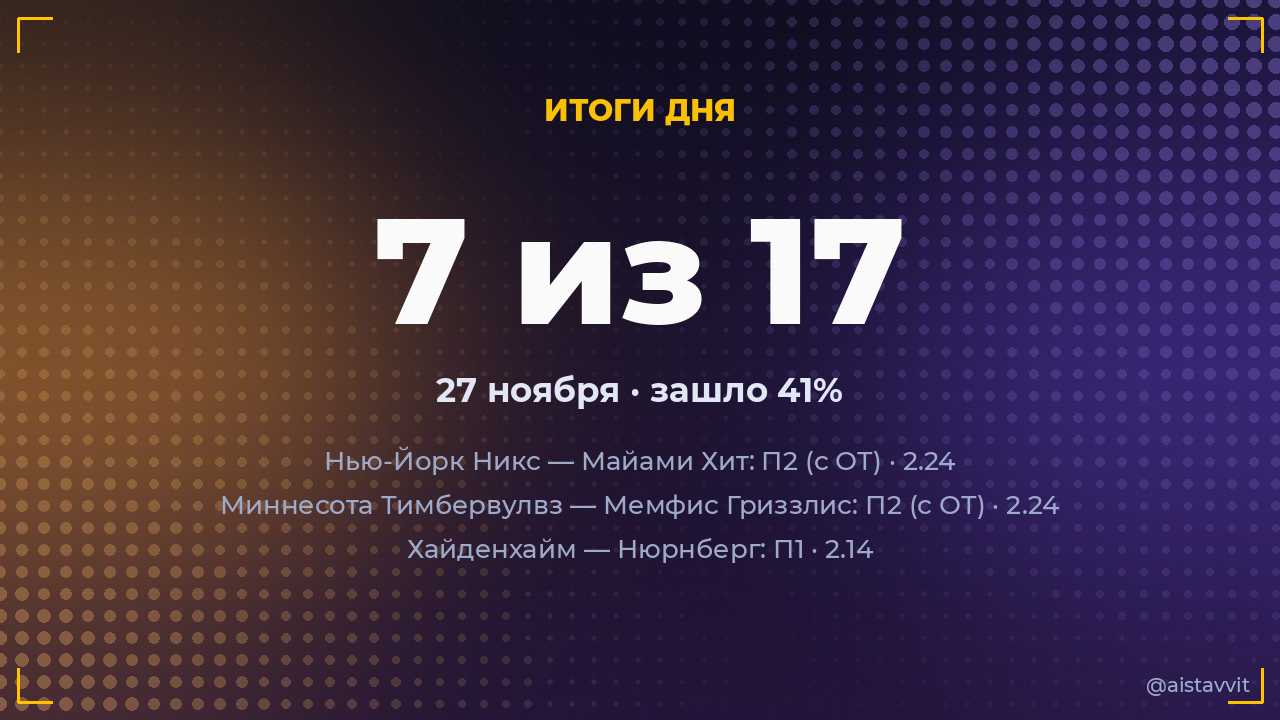 ИТОГИ ДНЯ
7 из 17
27 ноября · зашло 41%
Нью-Йорк Никс — Майами Хит: П2 (с ОТ) · 2.24
Миннесота Тимбервулвз — Мемфис Гриззлис: П2 (с ОТ) · 2.24
Хайденхайм — Нюрнберг: П1 · 2.14
@aistavvit